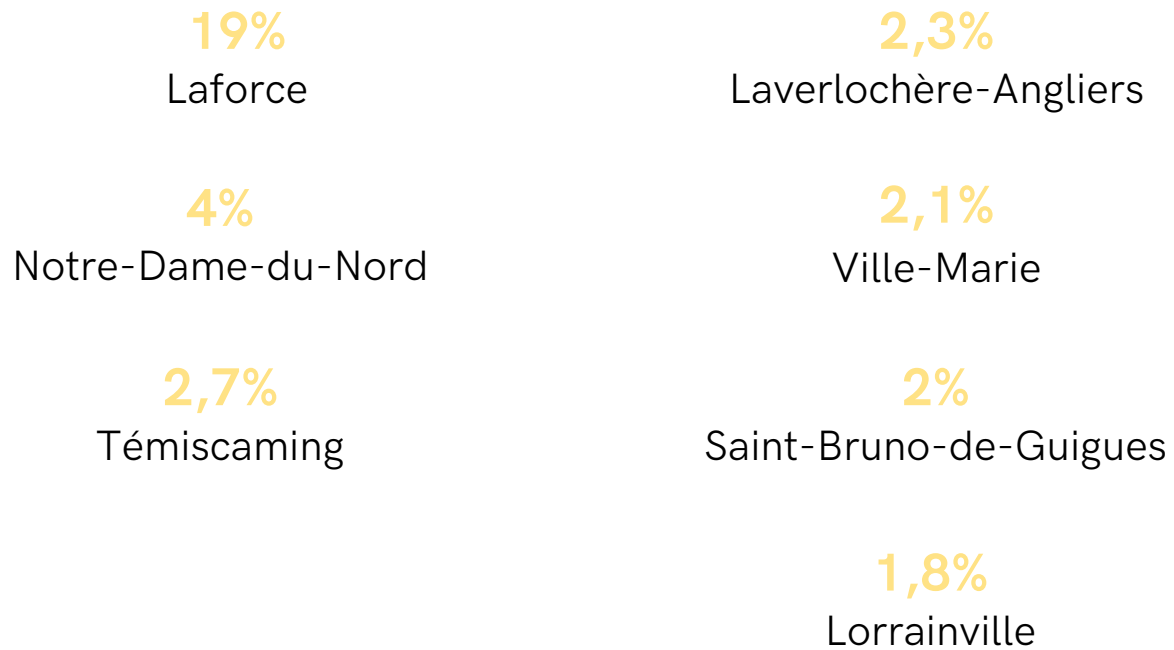 19%
Laforce
4%
Notre-Dame-du-Nord
2,7%
Témiscaming
2,3%
Laverlochère-Angliers
2,1%
Ville-Marie
2%
Saint-Bruno-de-Guigues
1,8%
Lorrainville